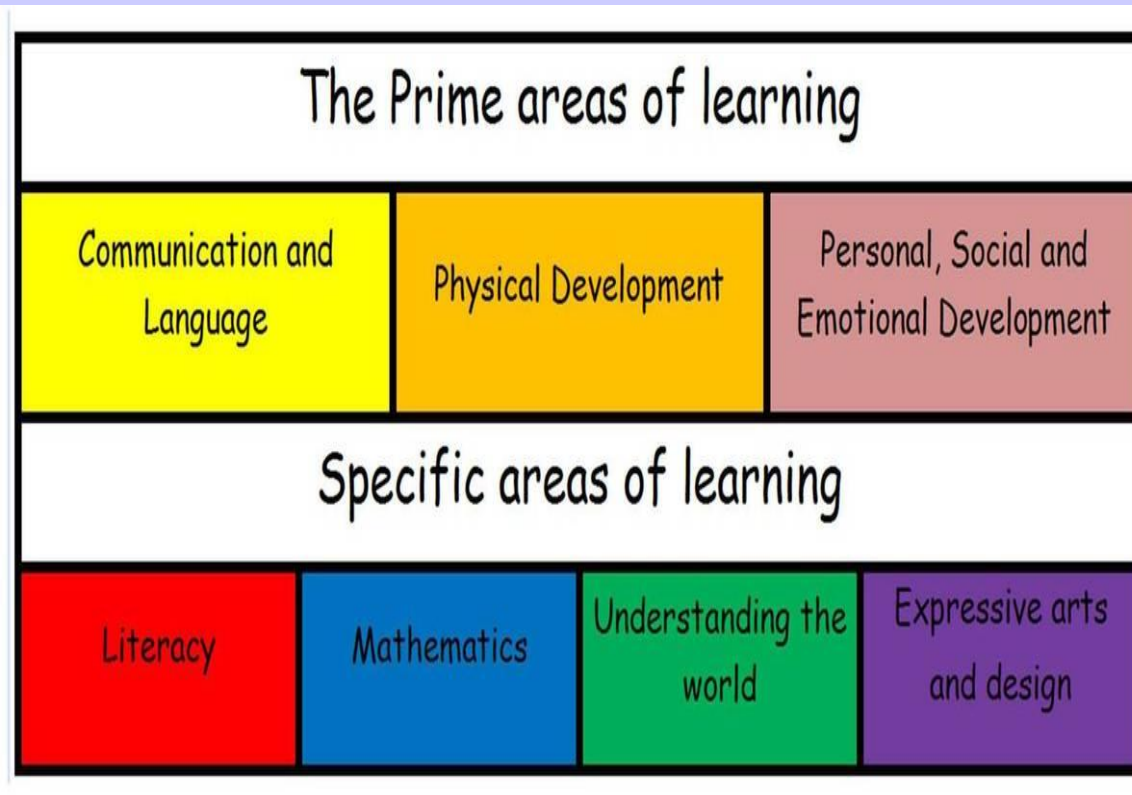 The Prime areas of learning
Communication and
Language
Physical Development
Personal, Social and
Emotional Development
Specific areas of learning
Literacy
Mathematics
Understanding the
world
Expressive arts
and design